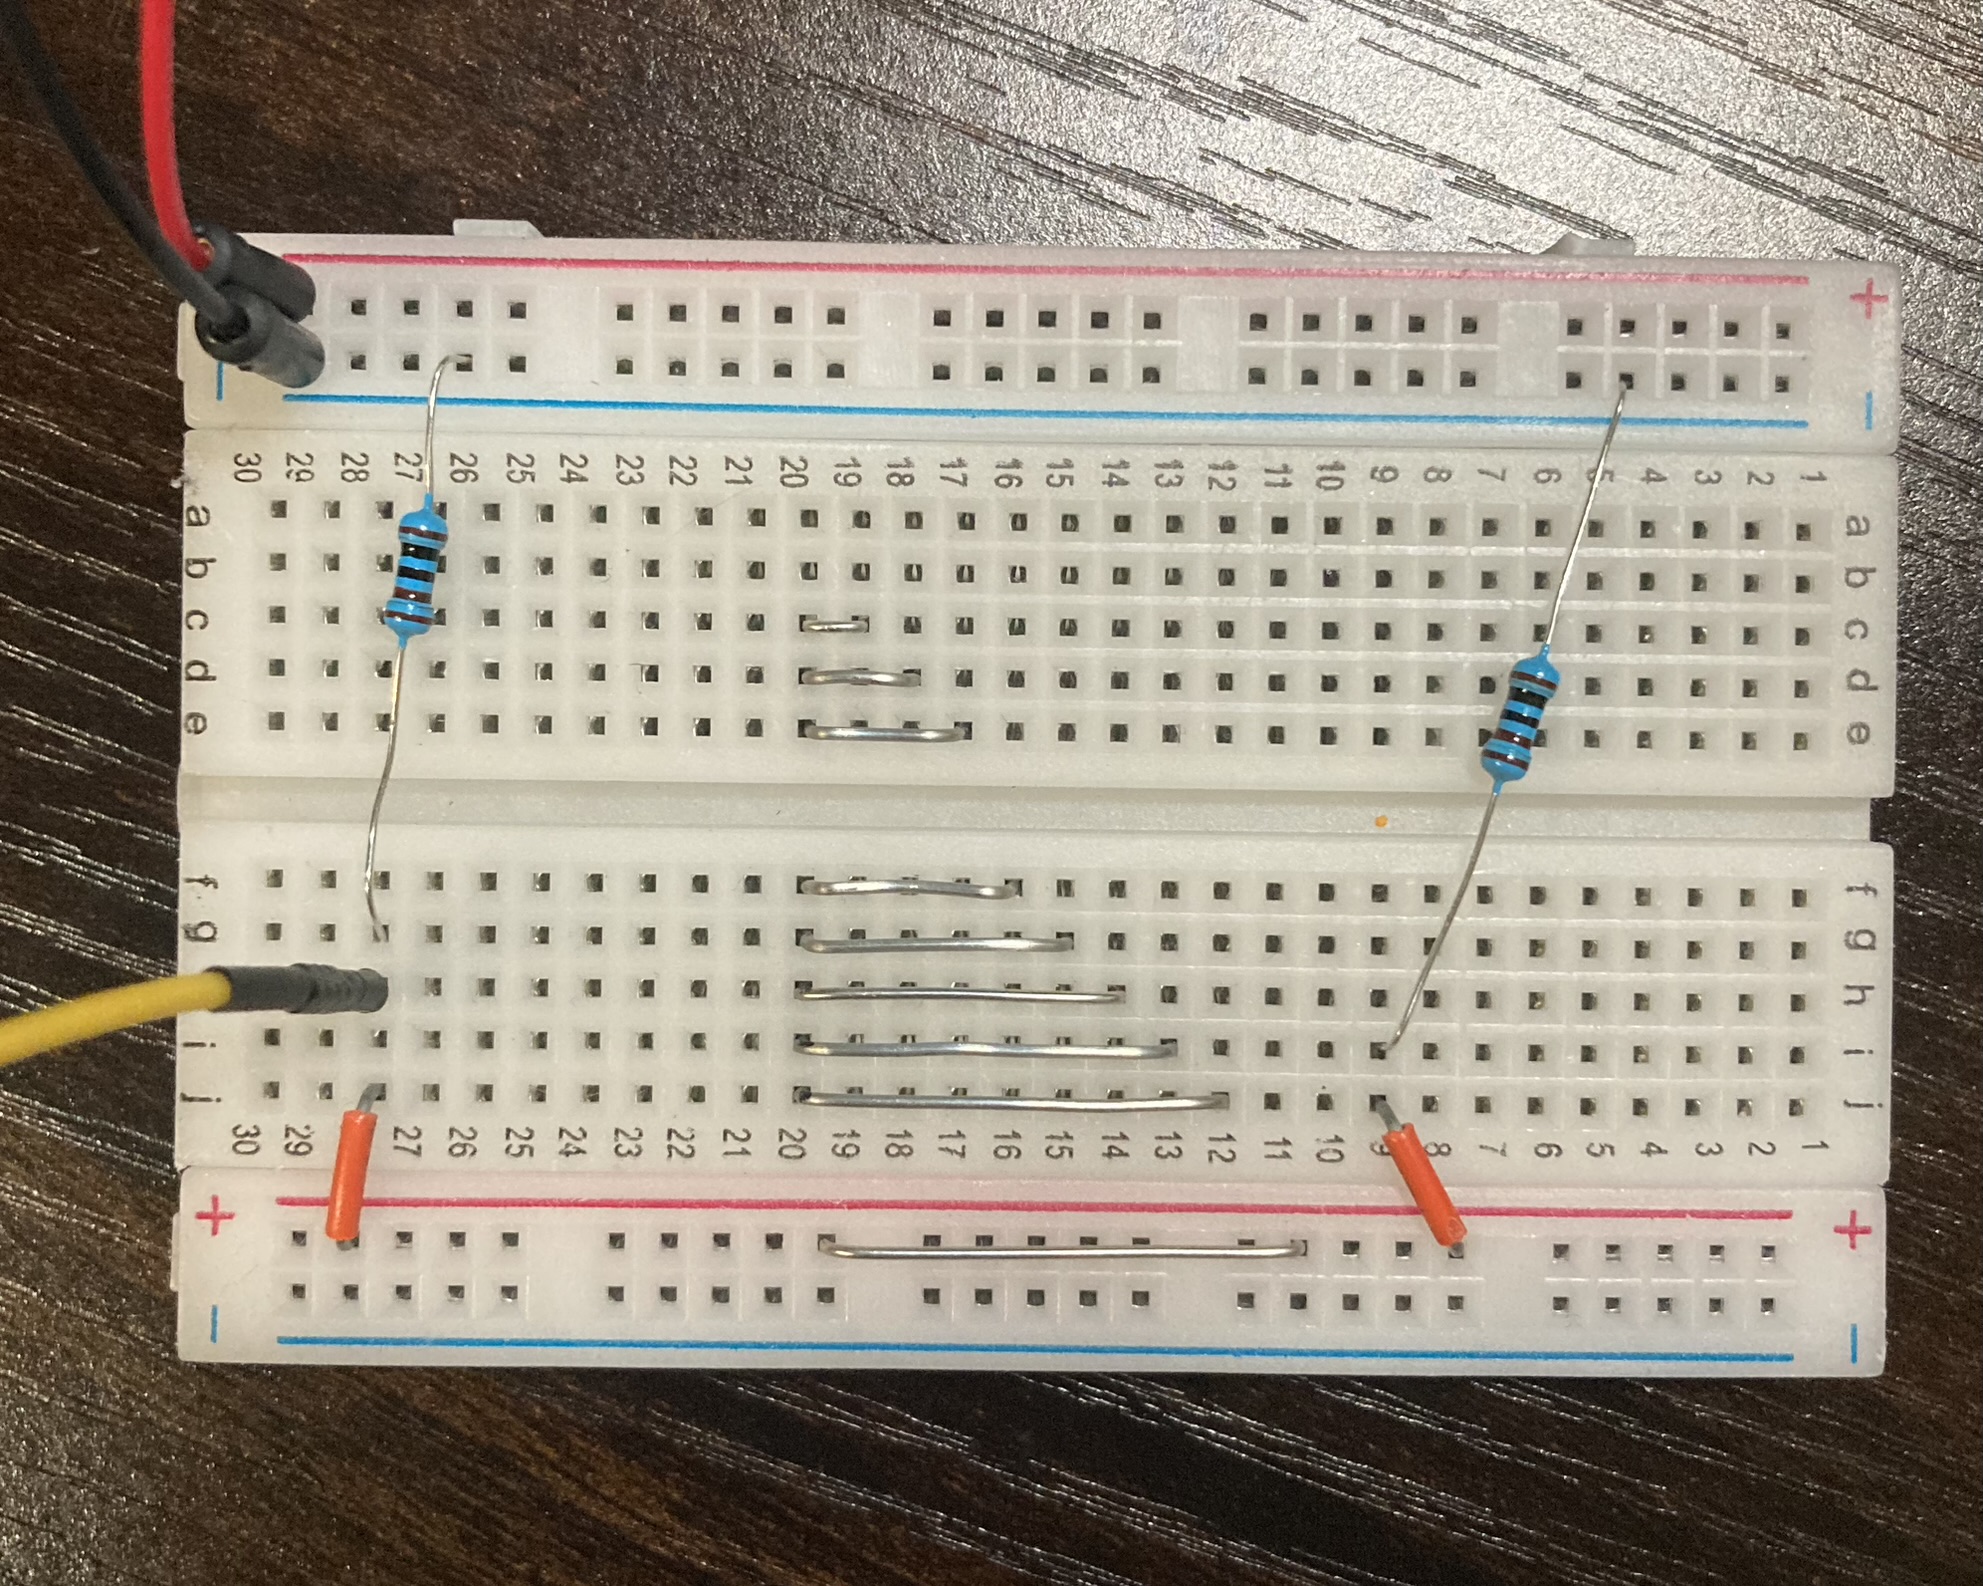 +
− −
30 29 28 27 26 25 24 23 22 21 20 19 18 17 16 15 14 13 12 11 10 9 8 7 6 5 4 3 2 1
a a
b b
c c
d d
e e
f f
g g
h
i i
j j
30 29 27 26 25 24 23 22 21 20 19 18 17 16 15 14 13 12 11 10 9 8 7 6 5 4 3 2 1
+ +
− −